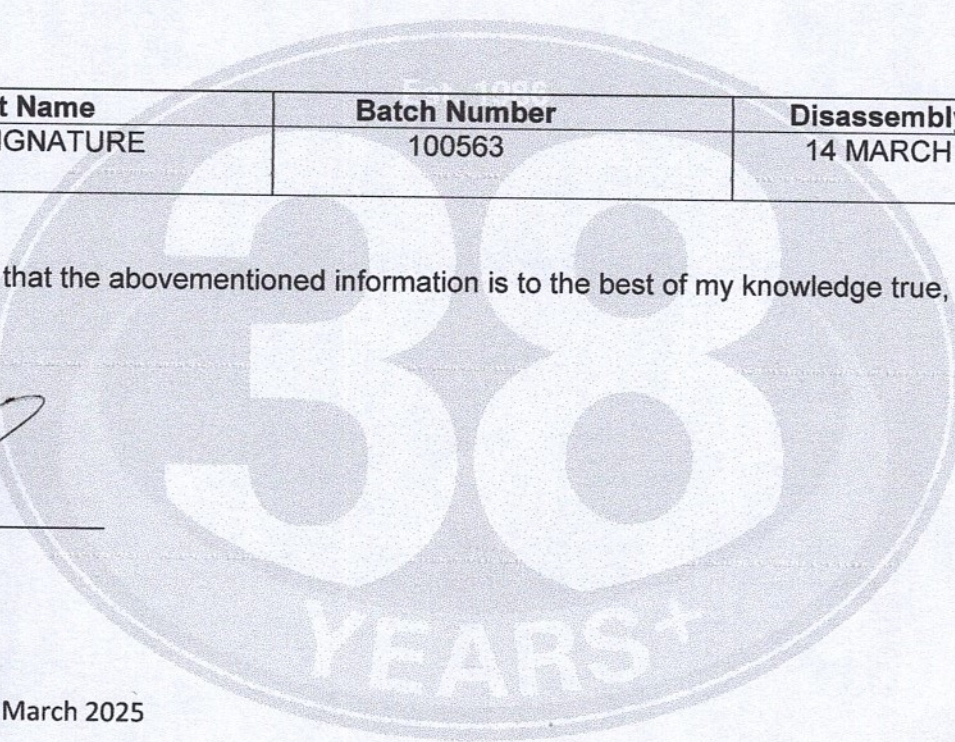 t Name Batch Number Disassembly
IGNATURE 100563 14 MARCH
that the abovementioned information is to the best of my knowledge true,
38
YEARS+
March 2025